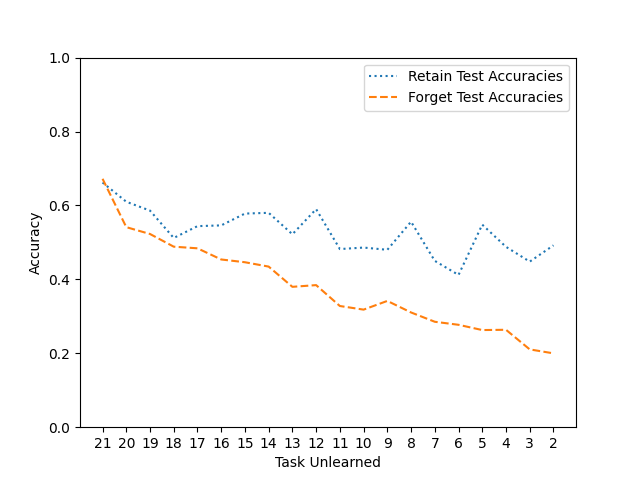 1.0
0.8
0.6
0.4
0.2
0.0
Accuracy
Retain Test Accuracies
Forget Test Accuracies
21 20 19 18 17 16 15 14 13 12 11 10 9 8 7 6 5 4 3 2
Task Unlearned